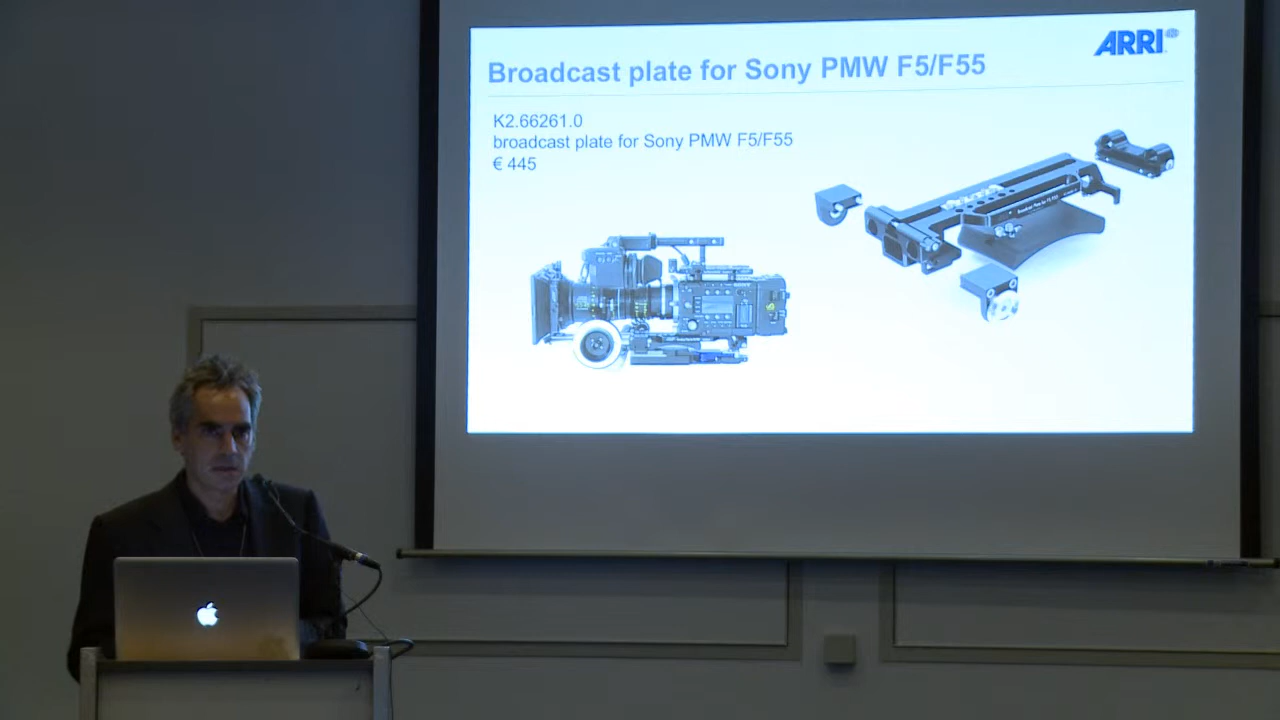 ARRI
Broadcast plate for Sony PMW F5/F55
K2.66261.0
broadcast plate for Sony PMW F5/F55
€ 445